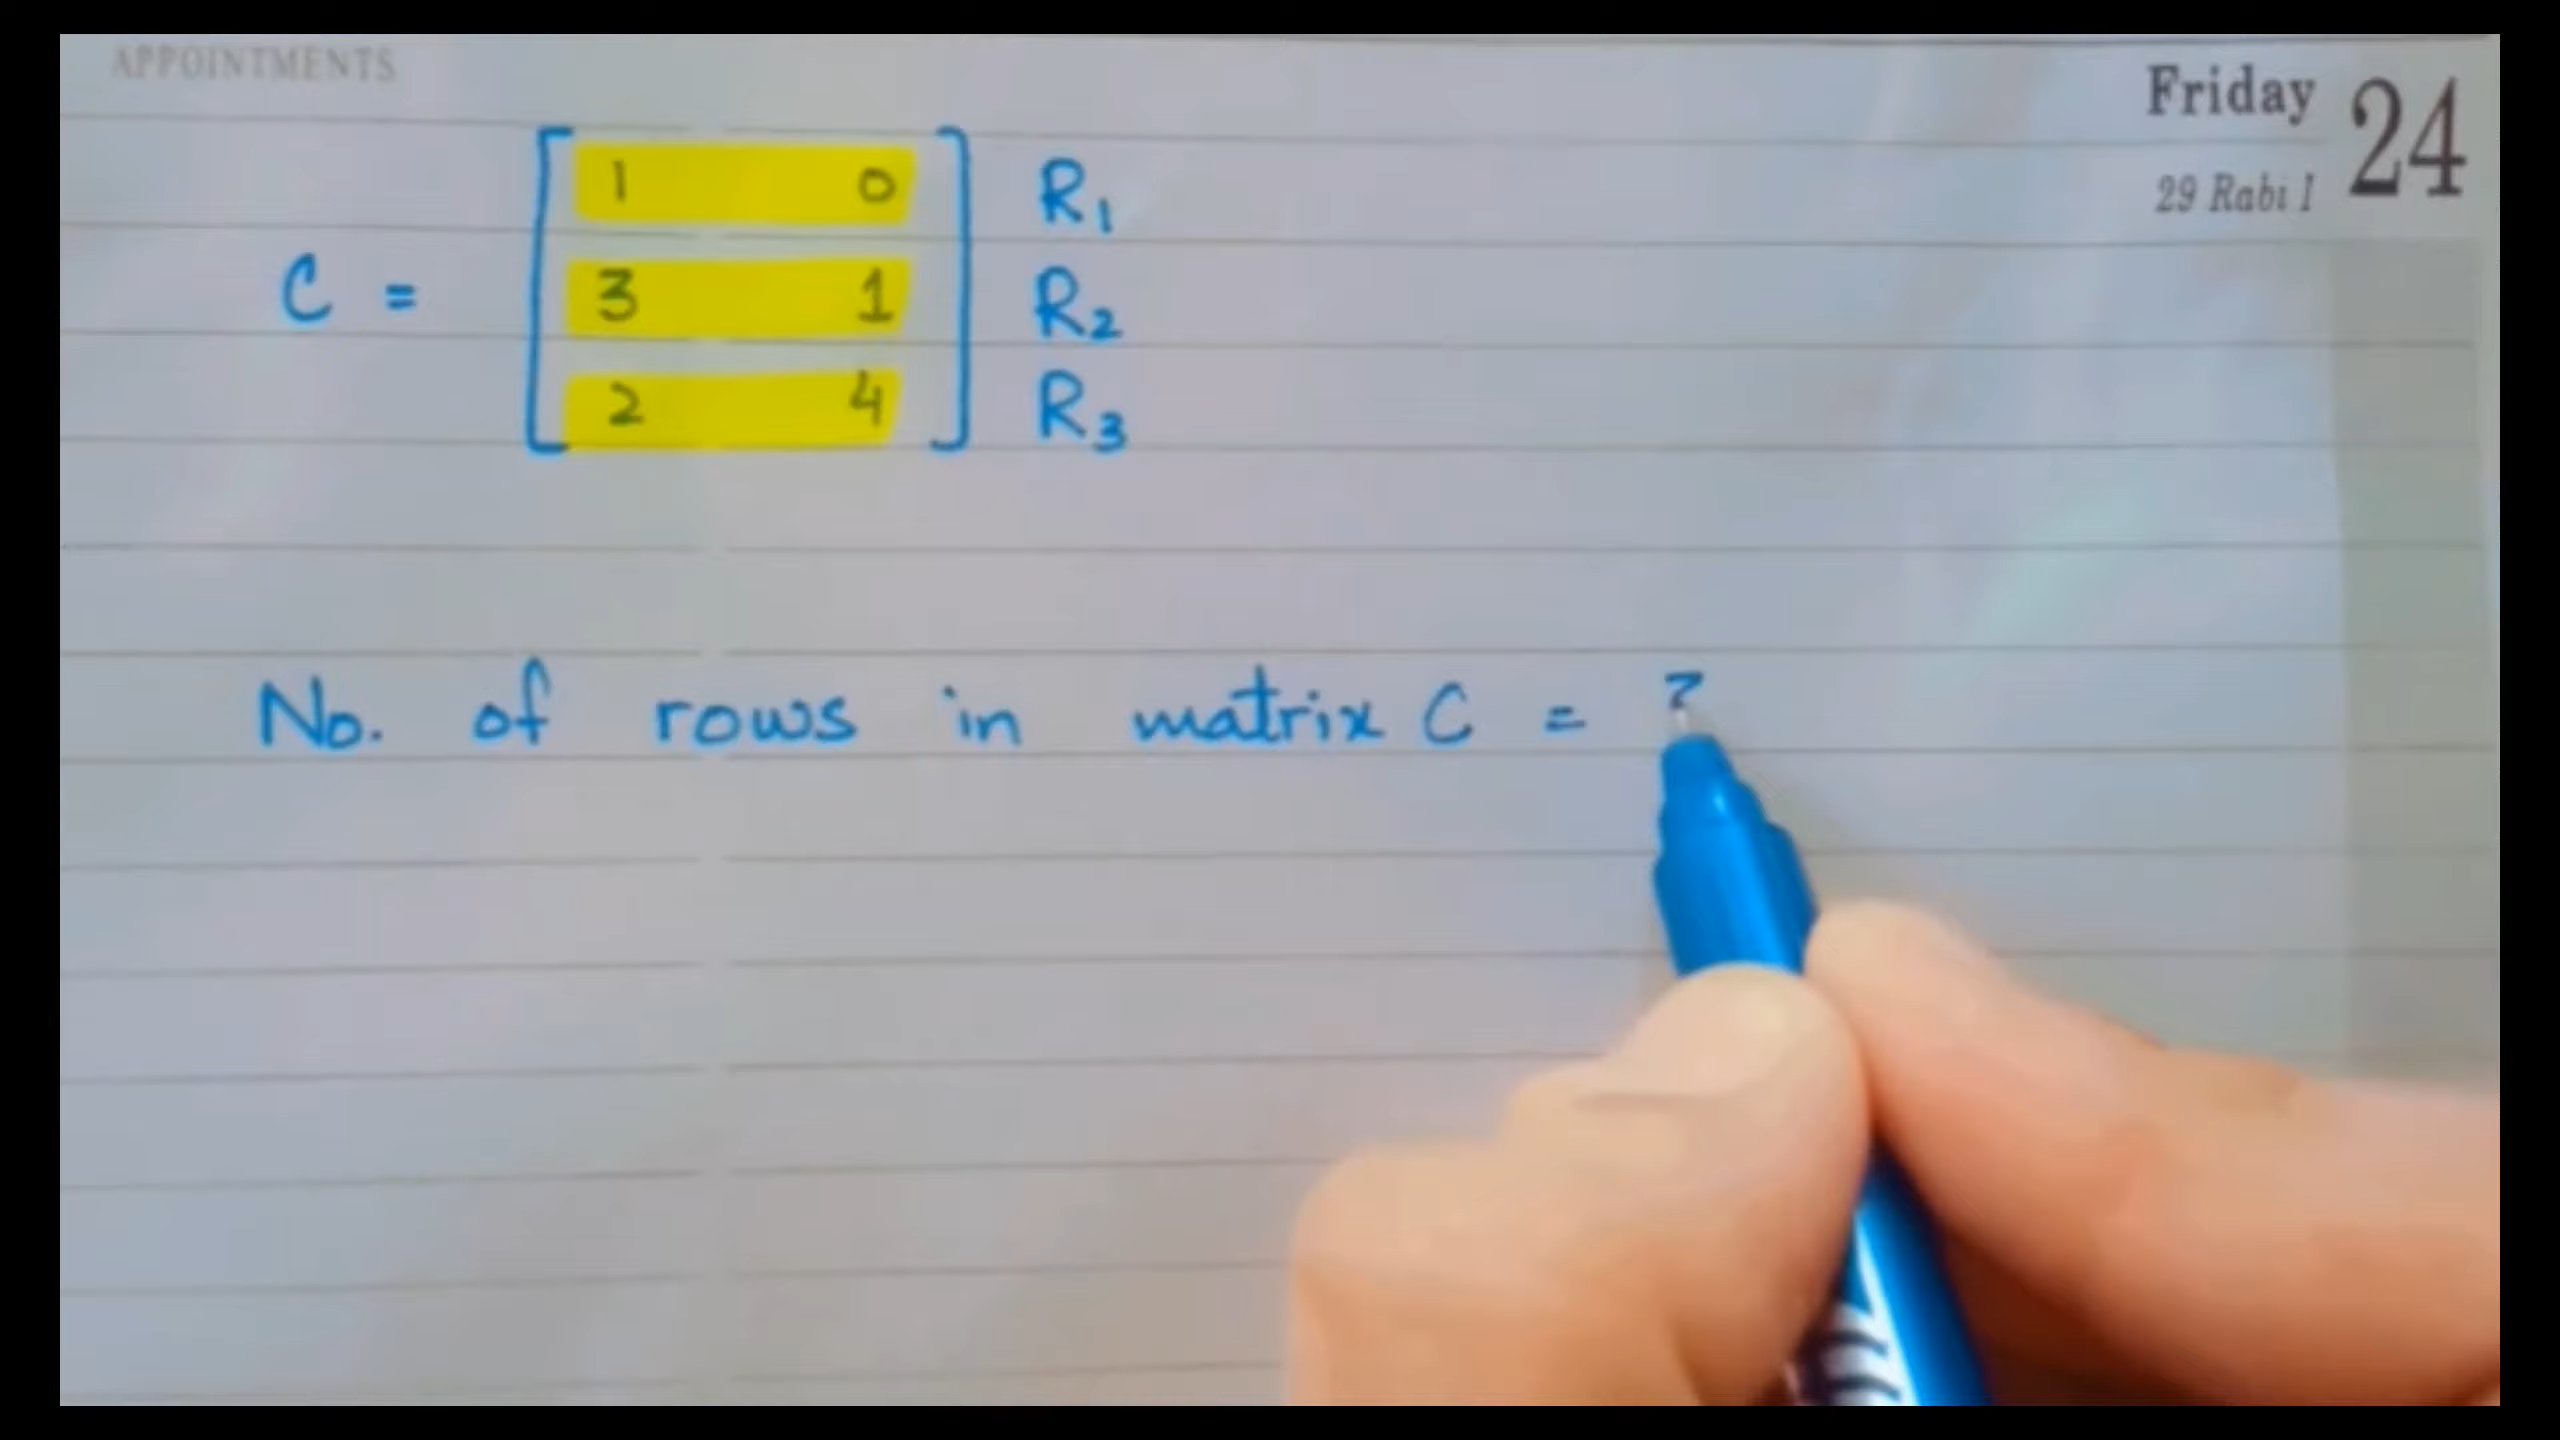 APPOINTMENTS
Friday 24
29 Rabi I
1 0 R1
C = 3 1 R2
2 4 R3
No. of rows in matrix C =